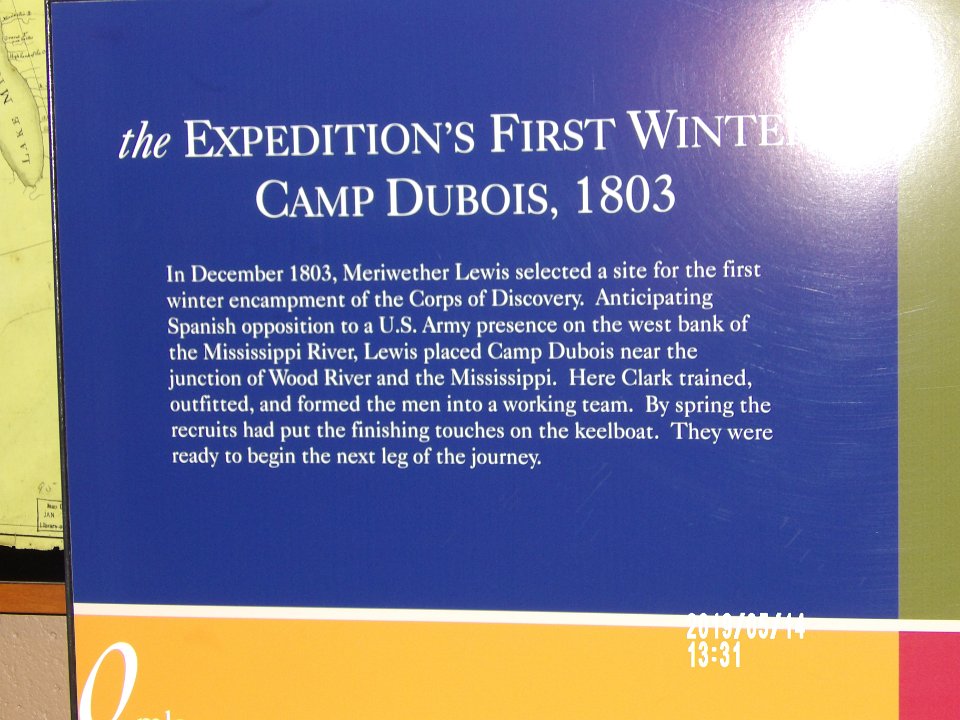 the EXPEDITION'S FIRST WINTE
CAMP DUBOIS, 1803
In December 1803, Meriwether Lewis selected a site for the first
winter encampment of the Corps of Discovery. Anticipating
Spanish opposition to a U.S. Army presence on the west bank of
the Mississippi River, Lewis placed Camp Dubois near the
junction of Wood River and the Mississippi. Here Clark trained,
outfitted, and formed the men into a working team. By spring the
recruits had put the finishing touches on the keelboat. They were
ready to begin the next leg of the journey.
LAKE MI
JAN
13:31